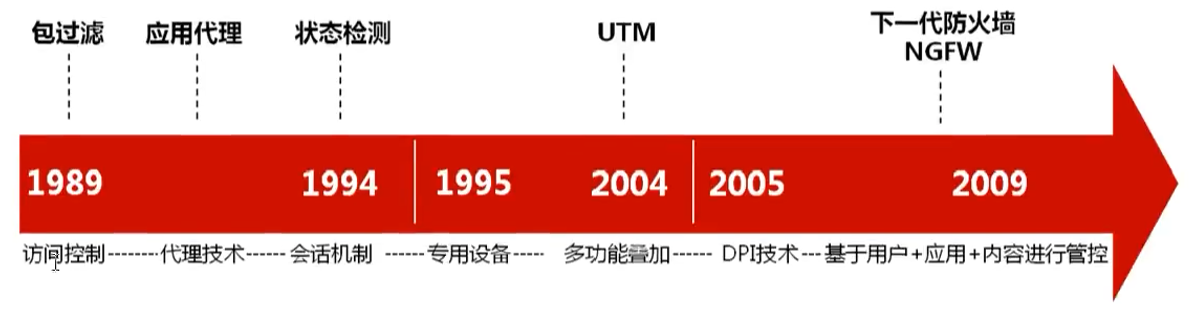 包过滤 应用代理 状态检测 UTM 下一代防火墙
NGFW
1989 1994 1995 2004 2005 2009
访问控制-------代理技术------会话机制 ------专用设备----- 多功能叠加------ DPI技术---基于用户+应用+内容进行管控